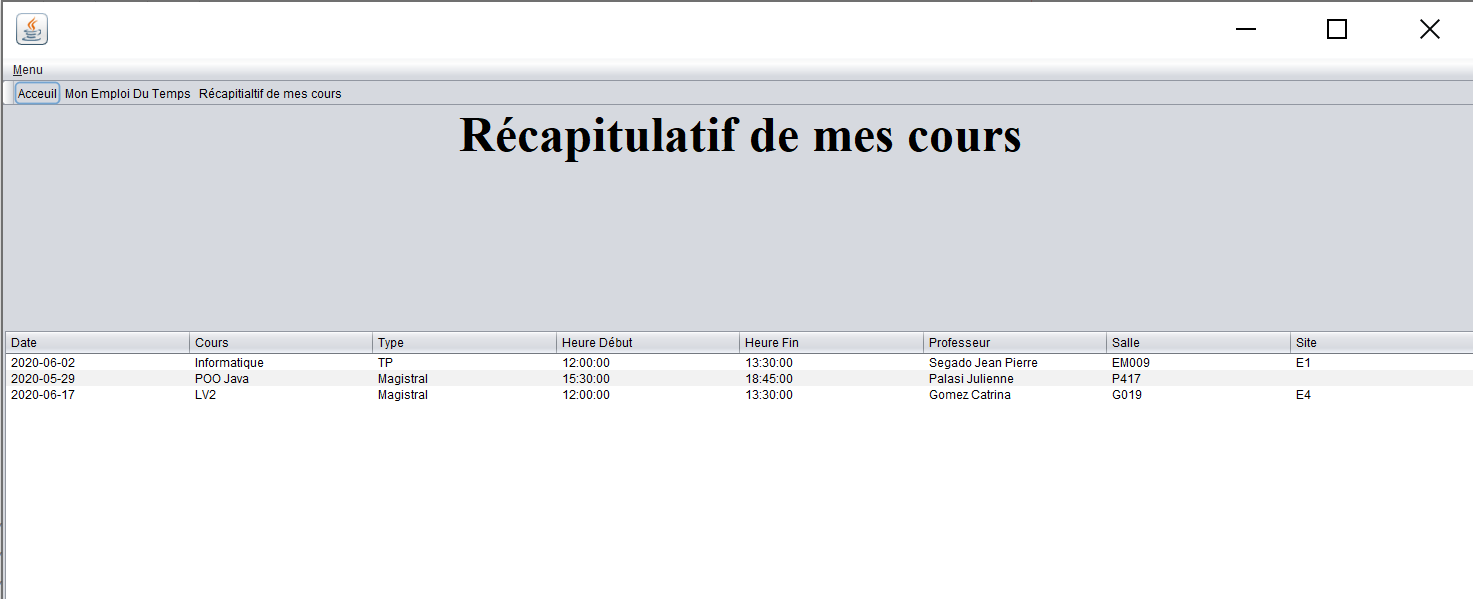 Menu
Acceuil Mon Emploi Du Temps Récapitialtif de mes cours
Récapitulatif de mes cours
Date Cours Type Heure Début Heure Fin Professeur Salle Site
2020-06-02 Informatique TP 12:00:00 13:30:00 Segado Jean Pierre EM009 E1
2020-05-29 POO Java Magistral 15:30:00 18:45:00 Palasi Julienne P417
2020-06-17 LV2 Magistral 12:00:00 13:30:00 Gomez Catrina G019 E4